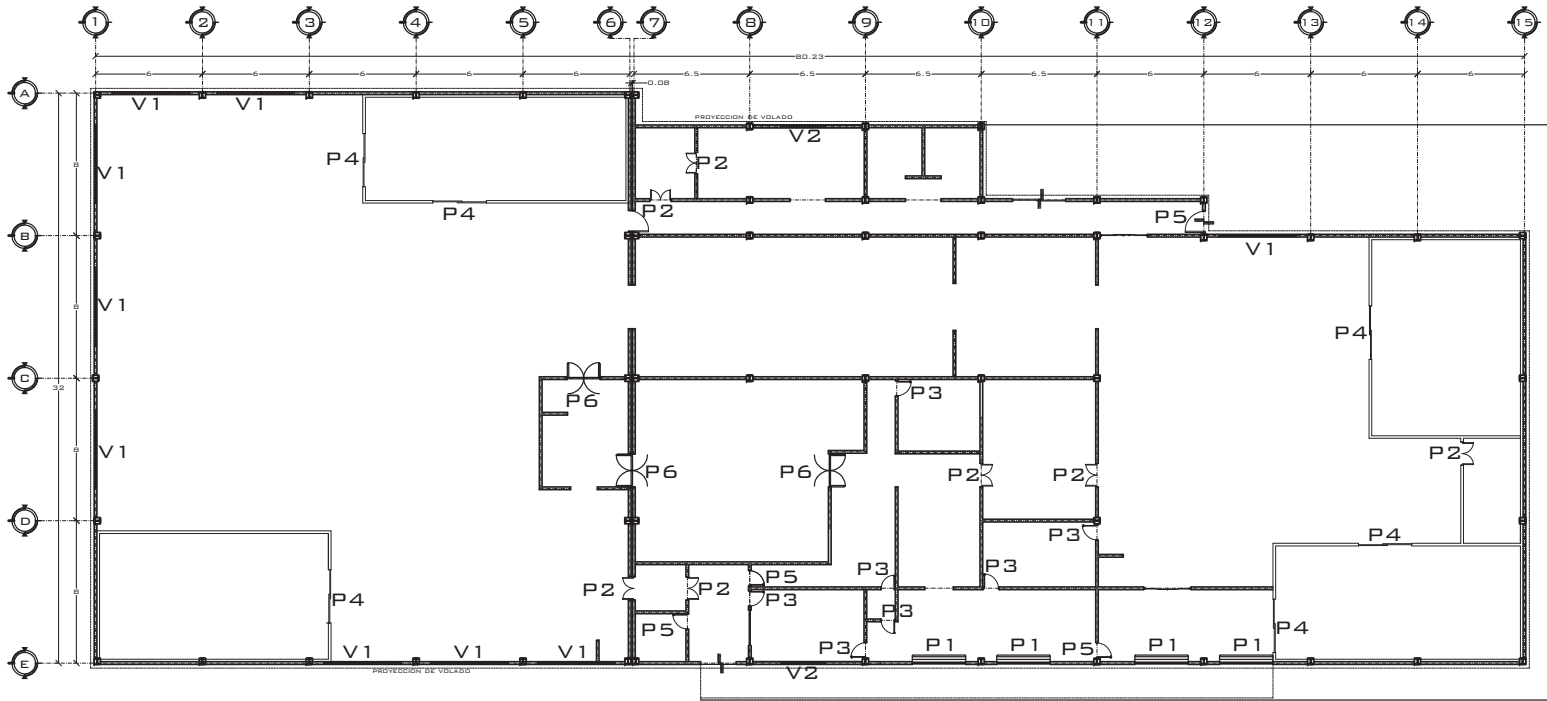 1 2 3 4 5 6 7 8 9 10 11 12 13 14 15
80.23
6 6 6 6 6 6.5 6.5 6.5 6.5 6 6 6
0.08
A
V1 V1
PROYECCION DE VOLADO
V2
P4 P2
8
V1
P4 P2 P5
B
V1
8
V1
P4
32
C
P6 P3
V1 P2
8
P6 P6 P2 P2
D
P3 P4
P3
P5
P2 P2
P3
P4 P3
8
P5 P4
V1 V1 V1 P3 P1 P1 P5 P1 P1
E
PROYECCION DE VOLADO
V2